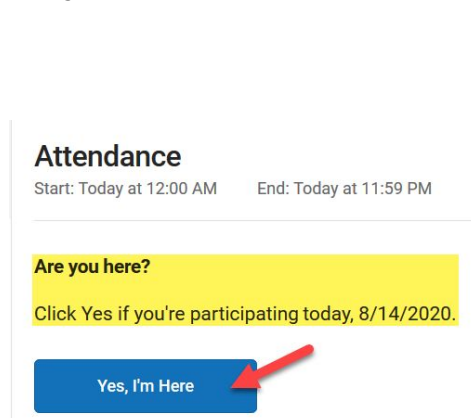 Attendance
Start: Today at 12:00 AM End: Today at 11:59 PM
Are you here?
Click Yes if you're participating today, 8/14/2020.
Yes, I'm Here